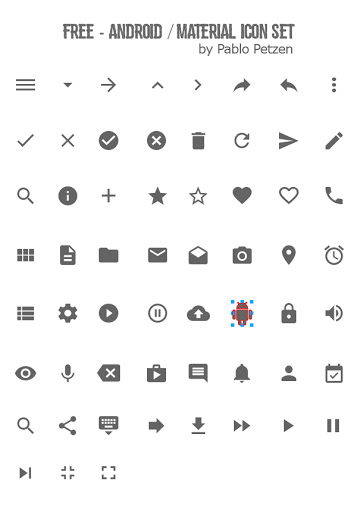 FREE - ANDROID / MATERIAL ICON SET
by Pablo Petzen